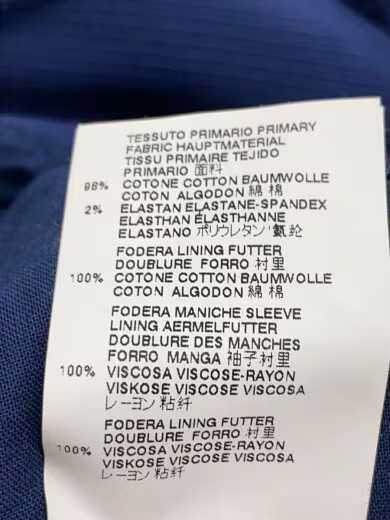 TESSUTO PRIMARIO PRIMARY
FABRIC HAUPTMATERIAL
TISSU PRIMAIRE TEJIDO
PRIMARIO 面料
98% COTONE COTTON BAUMWOLLE
COTON ALGODON 綿 棉
2% ELASTAN ELASTANE-SPANDEX
ELASTHAN ÉLASTHANNE
ELASTANO ポリウレタン 氨纶
FODERA LINING FUTTER
DOUBLURE FORRO 衬里
100% COTONE COTTON BAUMWOLLE
COTON ALGODON 綿 棉
FODERA MANICHE SLEEVE
LINING AERMELFUTTER
DOUBLURE DES MANCHES
FORRO MANGA 袖子衬里
100% VISCOSA VISCOSE-RAYON
VISKOSE VISCOSE VISCOSA
レーヨン 粘纤
FODERA LINING FUTTER
DOUBLURE FORRO 衬里
100% VISCOSA VISCOSE-RAYON
VISKOSE VISCOSE VISCOSA
レーヨン 粘纤